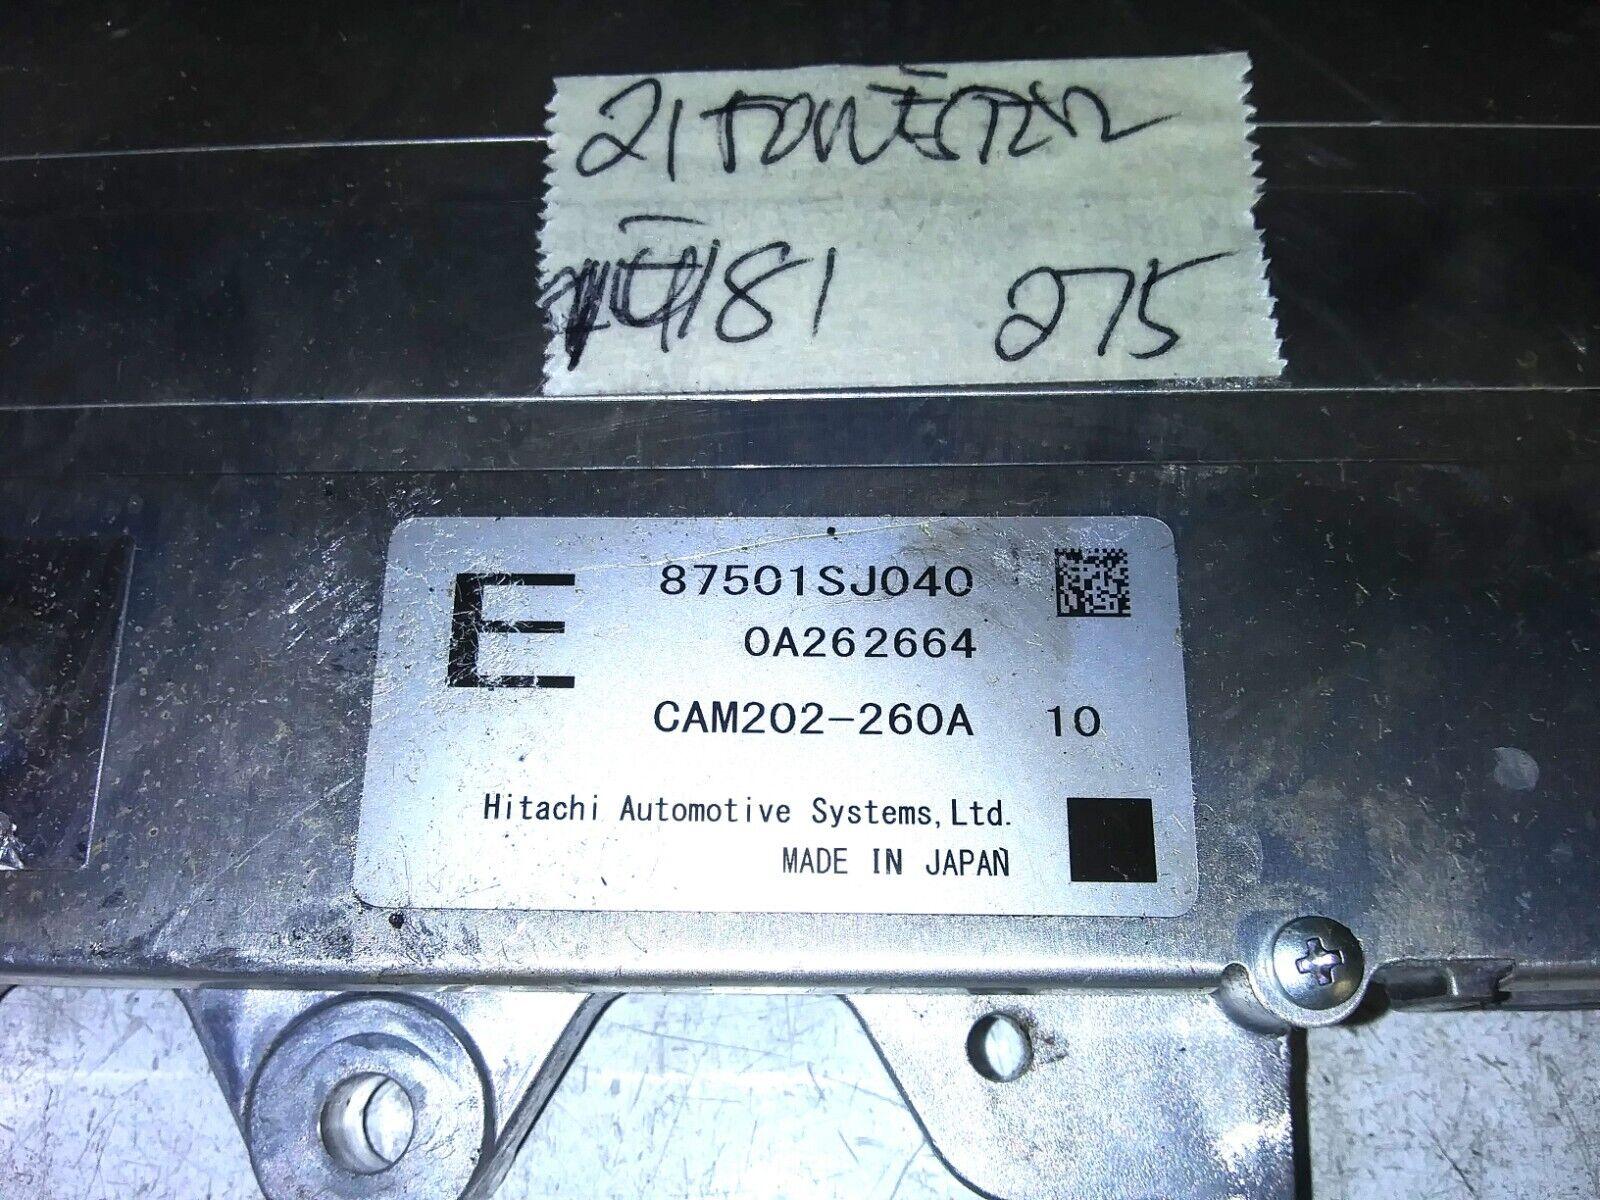 21 FORESTER
181 275
E
87501SJ040
0A262664
CAM202-260A 10
Hitachi Automotive Systems,Ltd.
MADE IN JAPAN